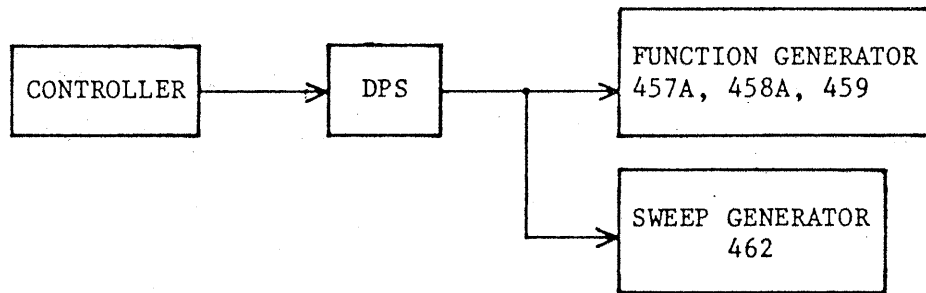 CONTROLLER
DPS
FUNCTION GENERATOR
457A, 458A, 459
SWEEP GENERATOR
462